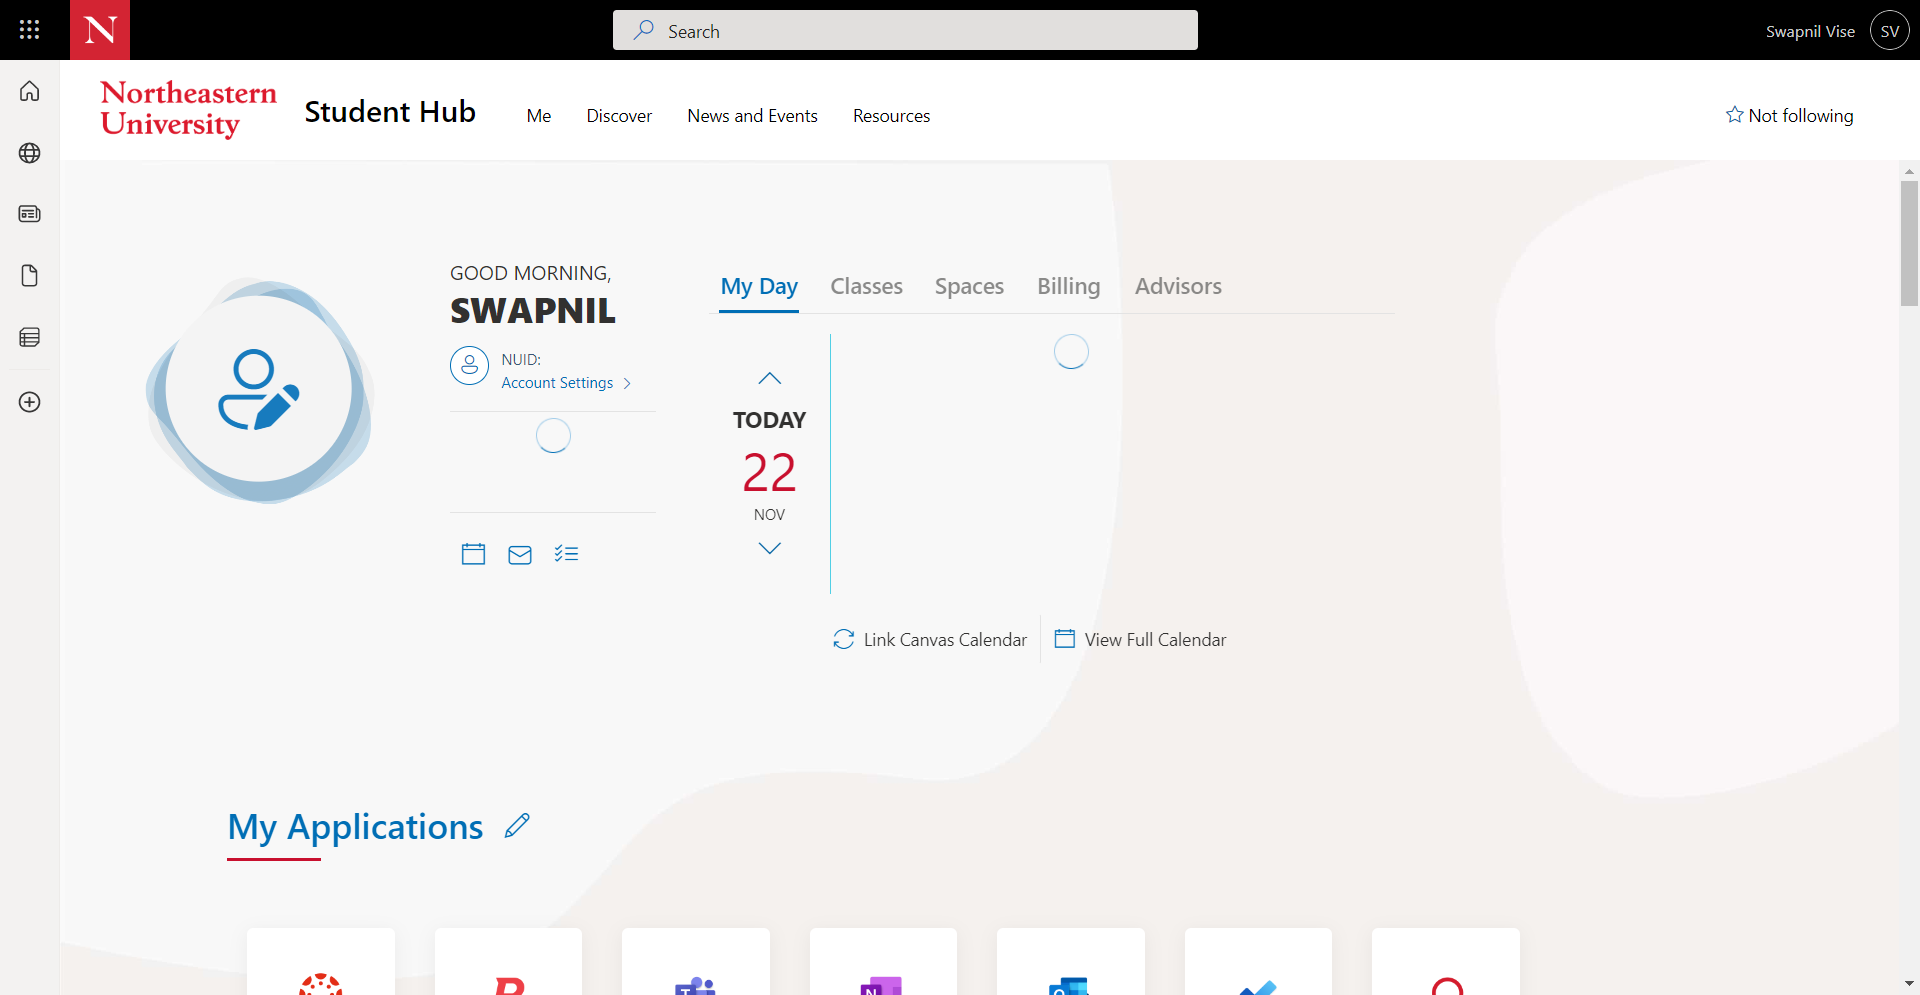 N
Search
Swapnil Vise
SV
Northeastern
University
Student Hub
Me
Discover
News and Events
Resources
Not following
GOOD MORNING,
SWAPNIL
NUID:
Account Settings
My Day
Classes
Spaces
Billing
Advisors
TODAY
22
NOV
Link Canvas Calendar
View Full Calendar
My Applications